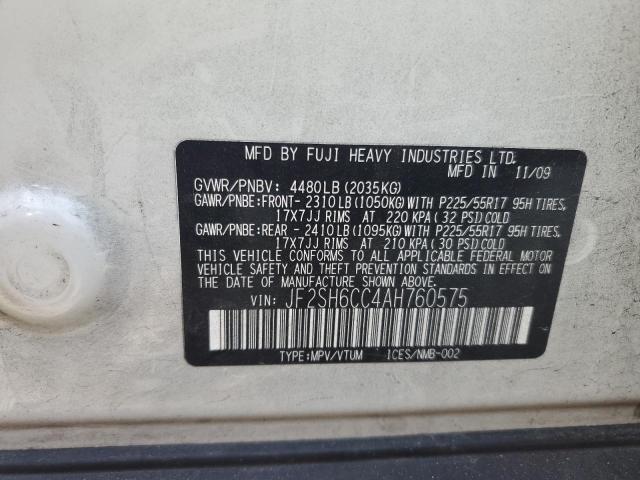 MFD BY FUJI HEAVY INDUSTRIES LTD.
MFD IN 11/09
GVWR/PNBV: 4480LB(2035KG)
GAWR/PNBE:FRONT- 2310LB(1050KG)WITH P225/55R17 95H TIRES,
17X7JJ RIMS AT 220 KPA(32 PSI)COLD
GAWR/PNBE:REAR - 2410LB(1095KG)WITH P225/55R17 95H TIRES,
17X7JJ RIMS AT 210 KPA(30 PSI)COLD
THIS VEHICLE CONFORMS TO ALL APPLICABLE FEDERAL MOTOR
VEHICLE SAFETY AND THEFT PREVENTION STANDARDS IN EFFECT ON
THE DATE OF MANUFACTURE SHOWN ABOVE.
VIN: JF2SH6CC4AH760575
TYPE:MPV/VTUM ICES/NMB-002